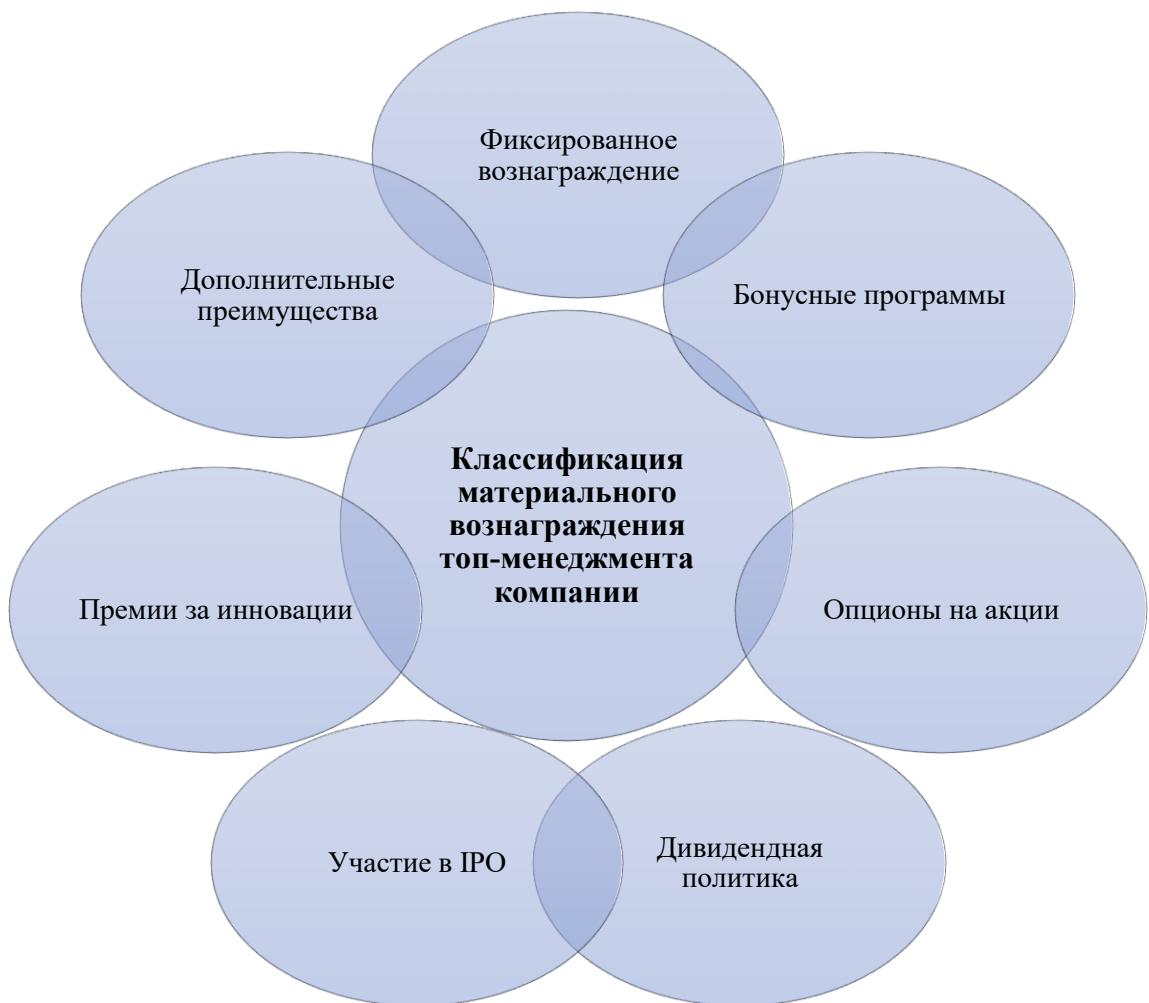 Фиксированное
вознаграждение
Дополнительные
преимущества
Бонусные программы
Классификация
материального
вознаграждения
топ-менеджмента
компании
Премии за инновации
Опционы на акции
Участие в IPO
Дивидендная
политика